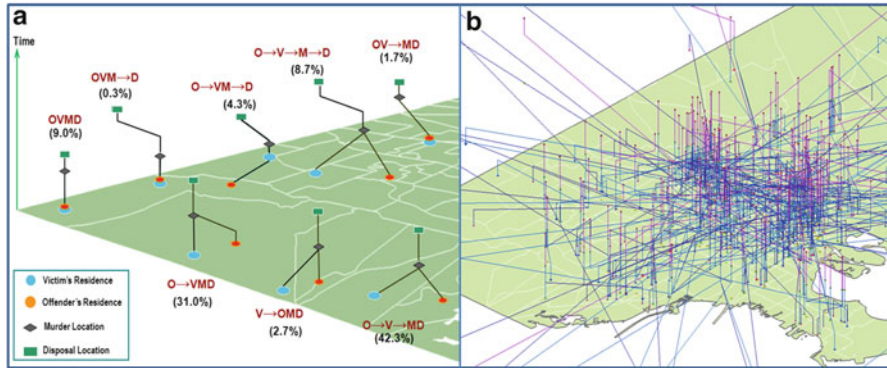 a
Time
O→V→M→D
(8.7%)
OV→MD
(1.7%)
OVM→D
(0.3%)
O→VM→D
(4.3%)
OVMD
(9.0%)
O→VMD
(31.0%)
V→OMD
(2.7%)
O→V→MD
(42.3%)
Victim's Residence
Offender's Residence
Murder Location
Disposal Location
b